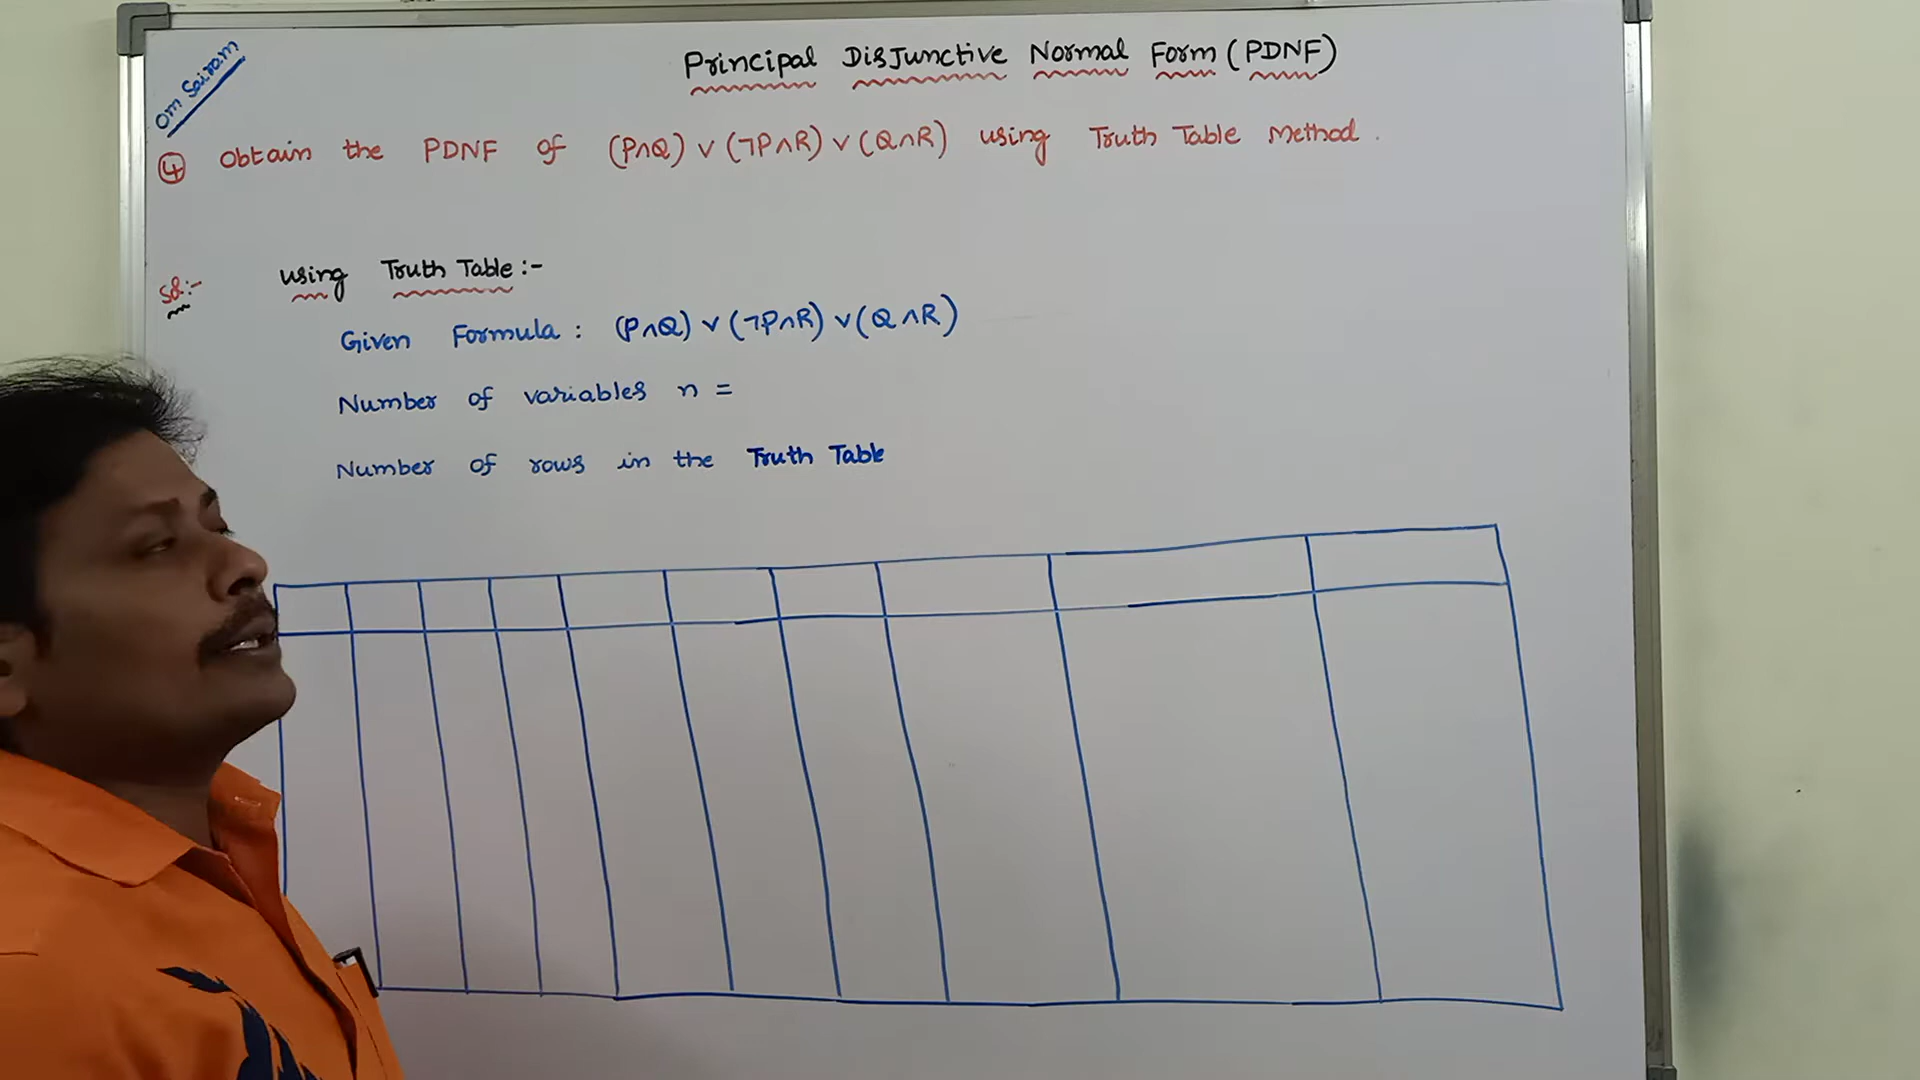 Om Sairam
Principal Disjunctive Normal Form (PDNF)
④ Obtain the PDNF of (P∧Q) ∨ (¬P∧R) ∨ (Q∧R) using Truth Table Method.
Sol:- using Truth Table:-
Given Formula: (P∧Q) ∨ (¬P∧R) ∨ (Q∧R)
Number of variables n =
Number of rows in the Truth Table